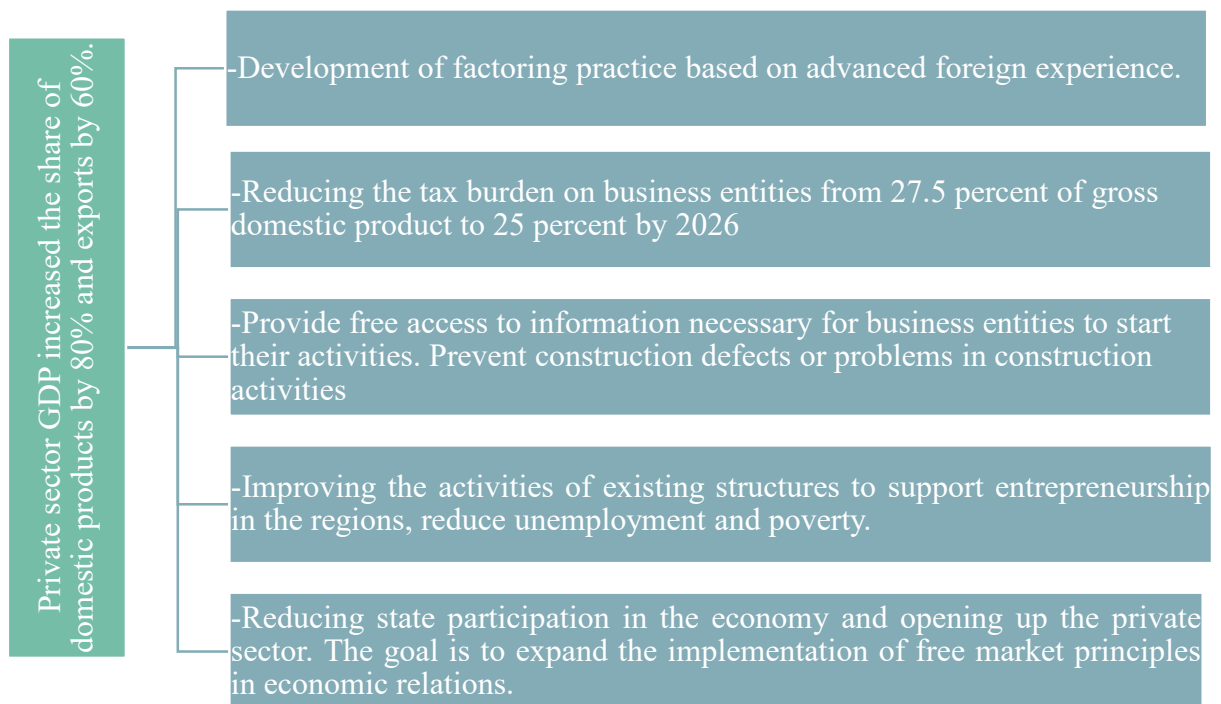 Private sector GDP increased the share of
domestic products by 80% and exports by 60%.
-Development of factoring practice based on advanced foreign experience.
-Reducing the tax burden on business entities from 27.5 percent of gross
domestic product to 25 percent by 2026
-Provide free access to information necessary for business entities to start
their activities. Prevent construction defects or problems in construction
activities
-Improving the activities of existing structures to support entrepreneurship
in the regions, reduce unemployment and poverty.
-Reducing state participation in the economy and opening up the private
sector. The goal is to expand the implementation of free market principles
in economic relations.